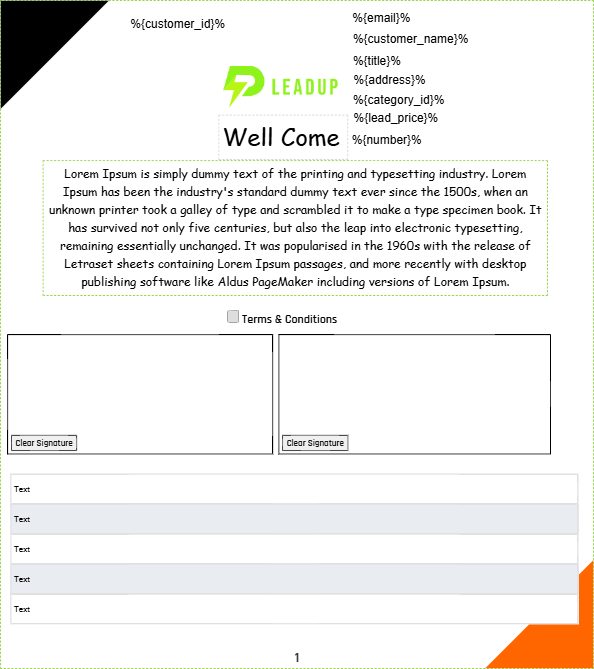 %{customer_id}%
%{email}%
%{customer_name}%
%{title}%
%{address}%
%{category_id}%
%{lead_price}%
%{number}%
LEADUP
Well Come
Lorem Ipsum is simply dummy text of the printing and typesetting industry. Lorem
Ipsum has been the industry's standard dummy text ever since the 1500s, when an
unknown printer took a galley of type and scrambled it to make a type specimen book. It
has survived not only five centuries, but also the leap into electronic typesetting,
remaining essentially unchanged. It was popularised in the 1960s with the release of
Letraset sheets containing Lorem Ipsum passages, and more recently with desktop
publishing software like Aldus PageMaker including versions of Lorem Ipsum.
Terms & Conditions
Clear Signature
Clear Signature
Text
Text
Text
Text
Text
1